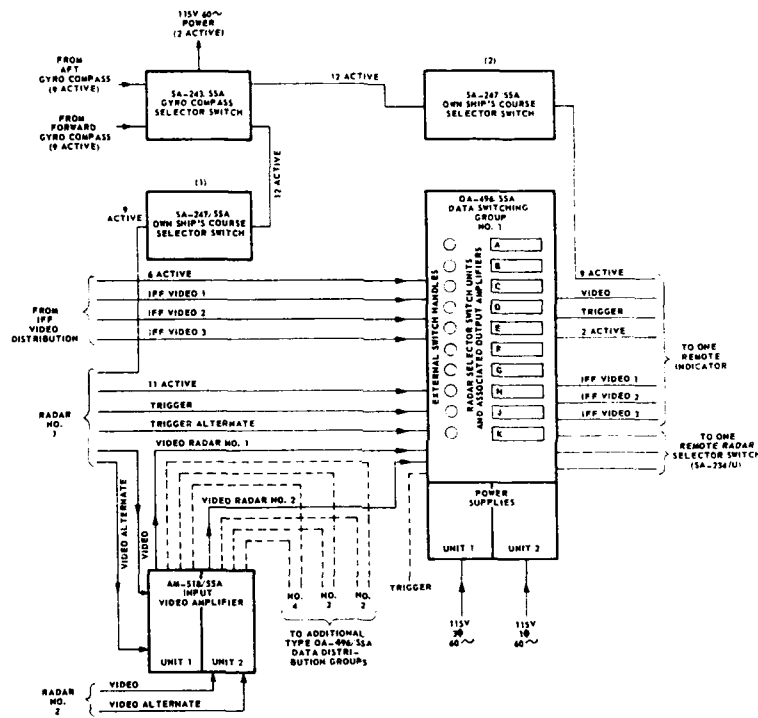 115V 60~
POWER
(2 ACTIVE)
FROM
AFT
GYRO COMPASS
(9 ACTIVE)
FROM
FORWARD
GYRO COMPASS
(9 ACTIVE)
SA-243/SSA
GYRO COMPASS
SELECTOR SWITCH
12 ACTIVE
(2)
SA-247/SSA
OWN SHIP'S COURSE
SELECTOR SWITCH
12 ACTIVE
(1)
9
ACTIVE
SA-247/SSA
OWN SHIP'S COURSE
SELECTOR SWITCH
OA-496/SSA
DATA SWITCHING
GROUP
NO. 1
EXTERNAL SWITCH HANDLES
RADAR SELECTOR SWITCH UNITS
AND ASSOCIATED OUTPUT AMPLIFIERS
A
B
C
D
E
F
G
H
J
K
FROM
IFF
VIDEO
DISTRIBUTION
6 ACTIVE
IFF VIDEO 1
IFF VIDEO 2
IFF VIDEO 3
9 ACTIVE
VIDEO
TRIGGER
2 ACTIVE
IFF VIDEO 1
IFF VIDEO 2
IFF VIDEO 3
TO ONE
REMOTE
INDICATOR
RADAR
NO.
1
11 ACTIVE
TRIGGER
TRIGGER ALTERNATE
VIDEO RADAR NO. 1
TO ONE
REMOTE RADAR
SELECTOR SWITCH
(SA-234/U)
VIDEO ALTERNATE
VIDEO
VIDEO RADAR NO. 2
POWER
SUPPLIES
UNIT 1
UNIT 2
AM-518/SSA
INPUT
VIDEO AMPLIFIER
UNIT 1
UNIT 2
NO.
4
NO.
3
NO.
2
TRIGGER
TO ADDITIONAL
TYPE OA-496/SSA
DATA DISTRI-
BUTION GROUPS
115V
3Φ
60~
115V
1Φ
60~
RADAR
NO.
2
VIDEO
VIDEO ALTERNATE